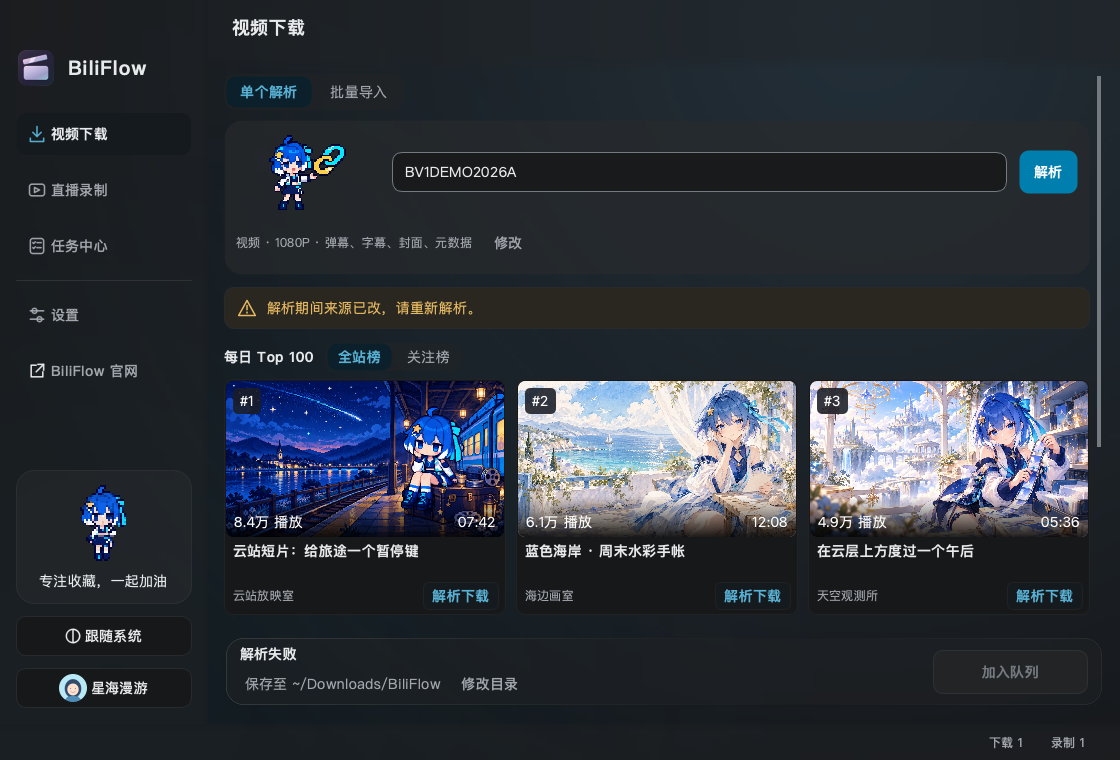 视频下载
BiliFlow
视频下载
直播录制
任务中心
设置
BiliFlow 官网
专注收藏，一起加油
跟随系统
星海漫游
单个解析 批量导入
BV1DEMO2026A
解析
视频 · 1080P · 弹幕、字幕、封面、元数据 修改
解析期间来源已改，请重新解析。
每日 Top 100 全站榜 关注榜
#1
8.4万 播放 07:42
云站短片：给旅途一个暂停键
云站放映室 解析下载
#2
6.1万 播放 12:08
蓝色海岸 · 周末水彩手帐
海边画室 解析下载
#3
4.9万 播放 05:36
在云层上方度过一个午后
天空观测所 解析下载
解析失败
保存至 ~/Downloads/BiliFlow 修改目录
加入队列
下载 1 录制 1